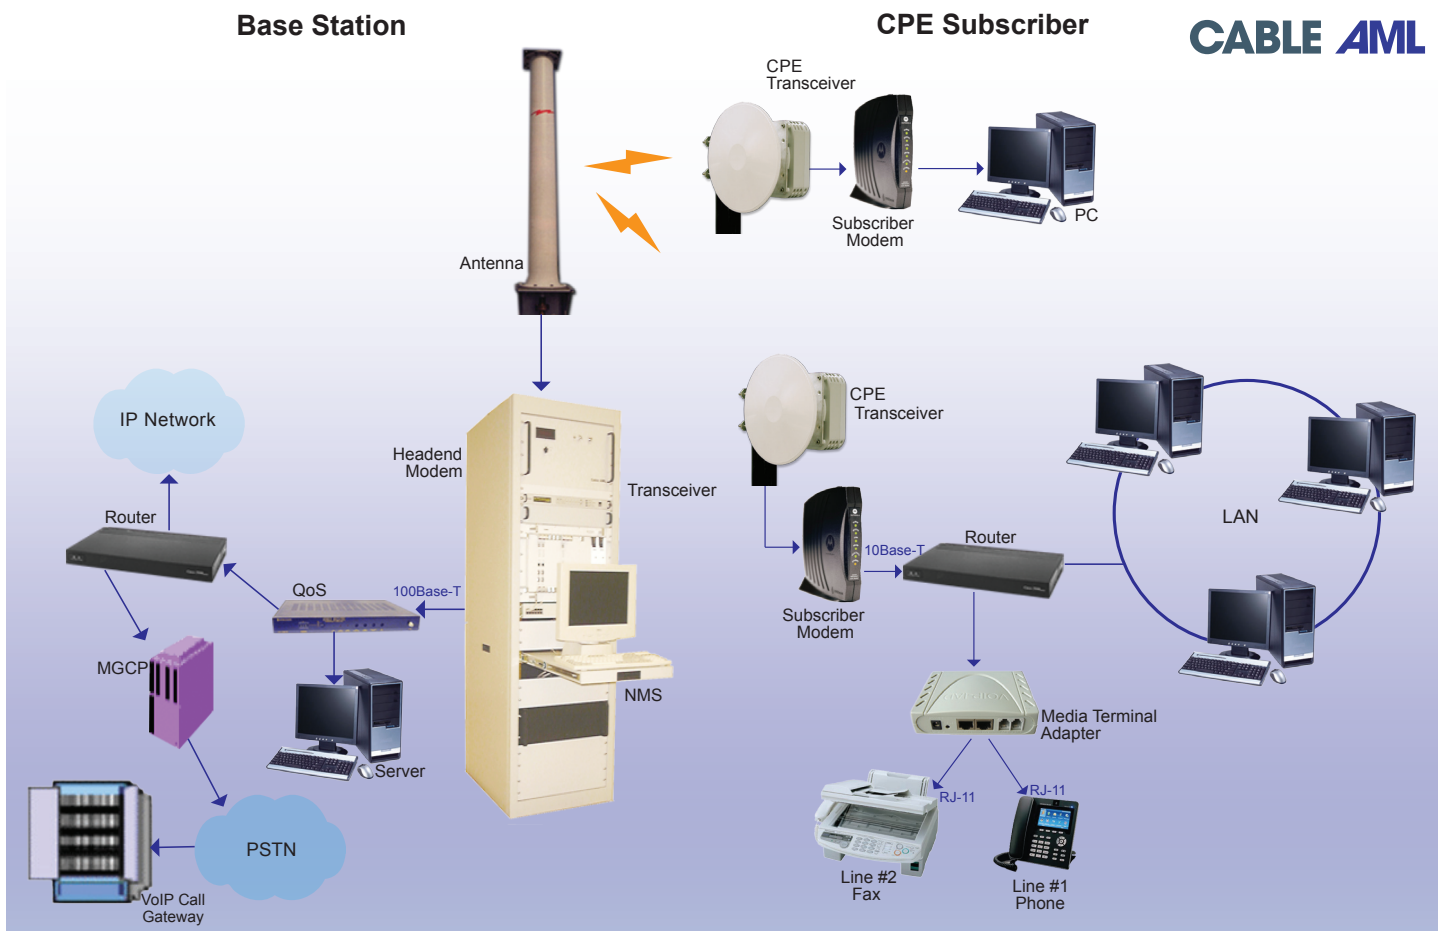 Base Station
CPE Subscriber
CABLE AML
CPE
Transceiver
Subscriber
Modem
PC
Antenna
IP Network
Headend
Modem
Transceiver
CPE
Transceiver
Router
QoS
100Base-T
MGCP
Server
NMS
PSTN
VoIP Call
Gateway
10Base-T
Router
LAN
Subscriber
Modem
Media Terminal
Adapter
RJ-11
RJ-11
Line #2
Fax
Line #1
Phone